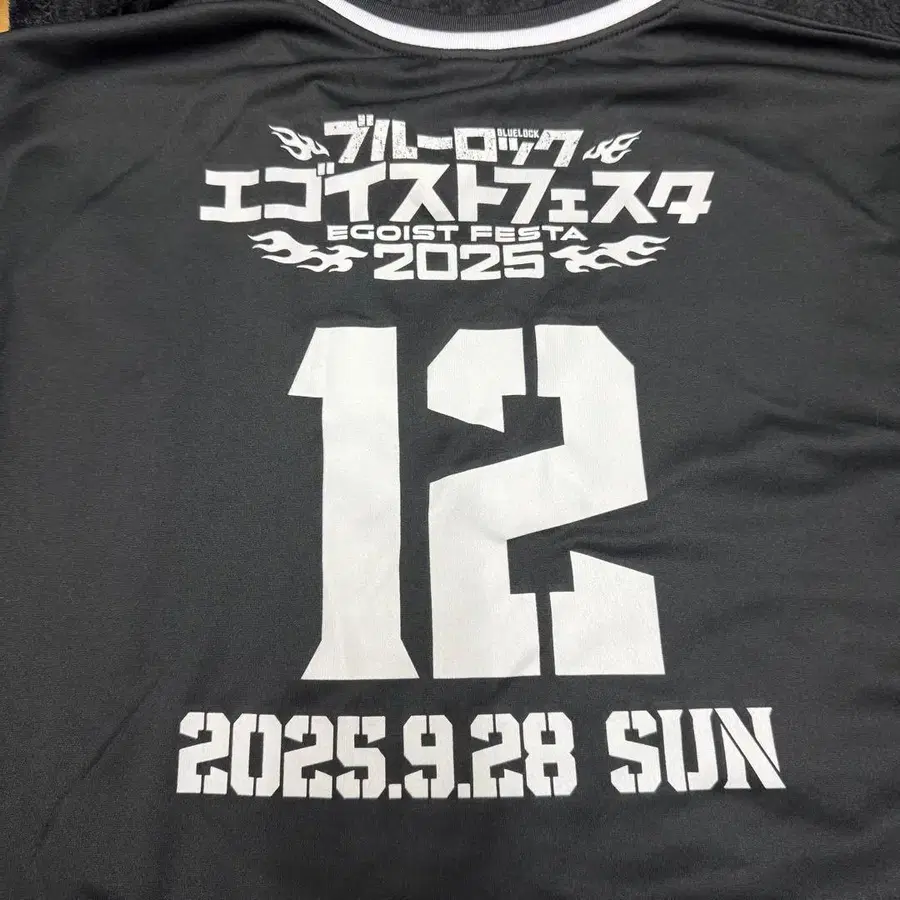 ブルーロック
BLUELOCK
エゴイストフェスタ
EGOIST FESTA
2025
12
2025.9.28 SUN